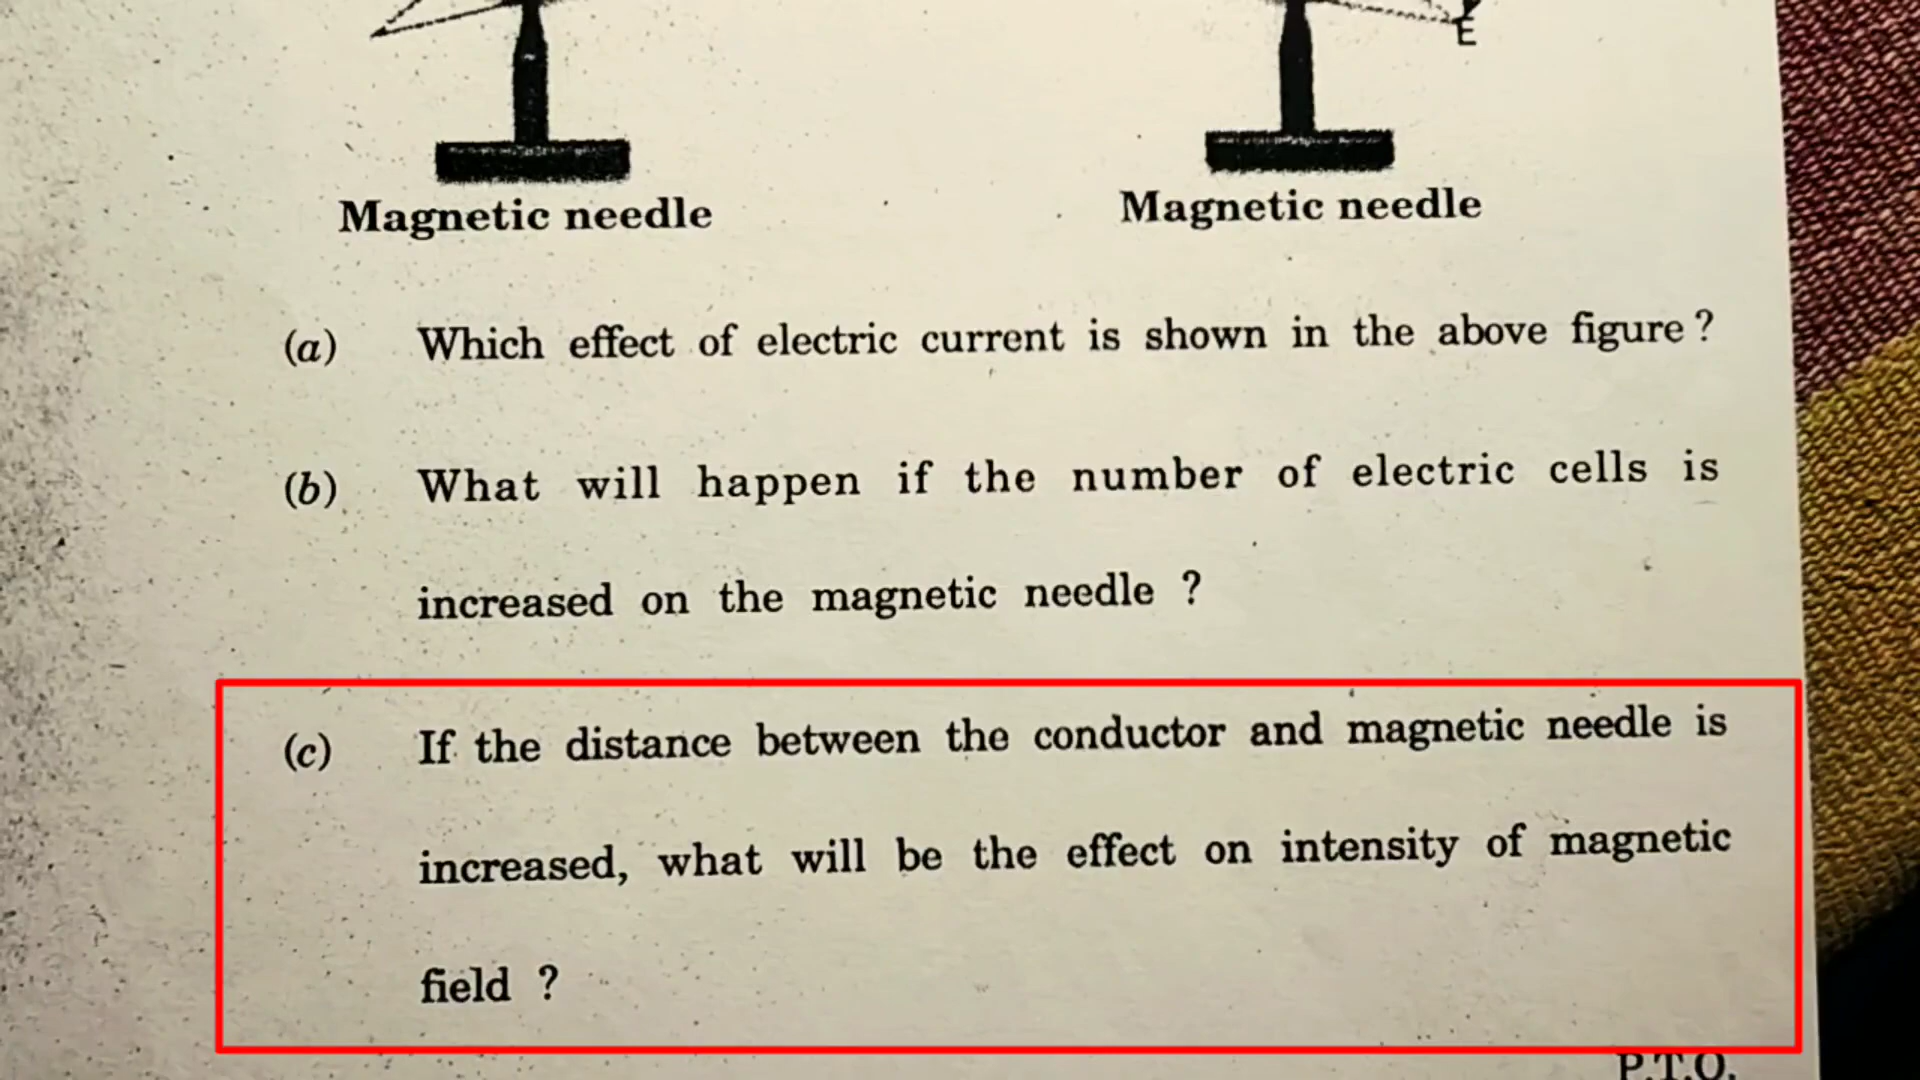 E
Magnetic needle Magnetic needle
(a) Which effect of electric current is shown in the above figure ?
(b) What will happen if the number of electric cells is
increased on the magnetic needle ?
(c) If the distance between the conductor and magnetic needle is
increased, what will be the effect on intensity of magnetic
field ?
P.T.O.